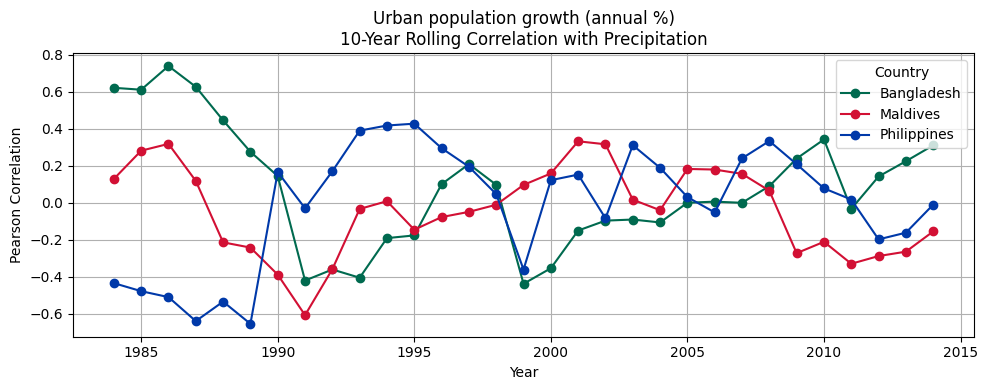 Urban population growth (annual %)
10-Year Rolling Correlation with Precipitation
Pearson Correlation
0.8
0.6
0.4
0.2
0.0
−0.2
−0.4
−0.6
Country
Bangladesh
Maldives
Philippines
1985
1990
1995
2000
2005
2010
2015
Year